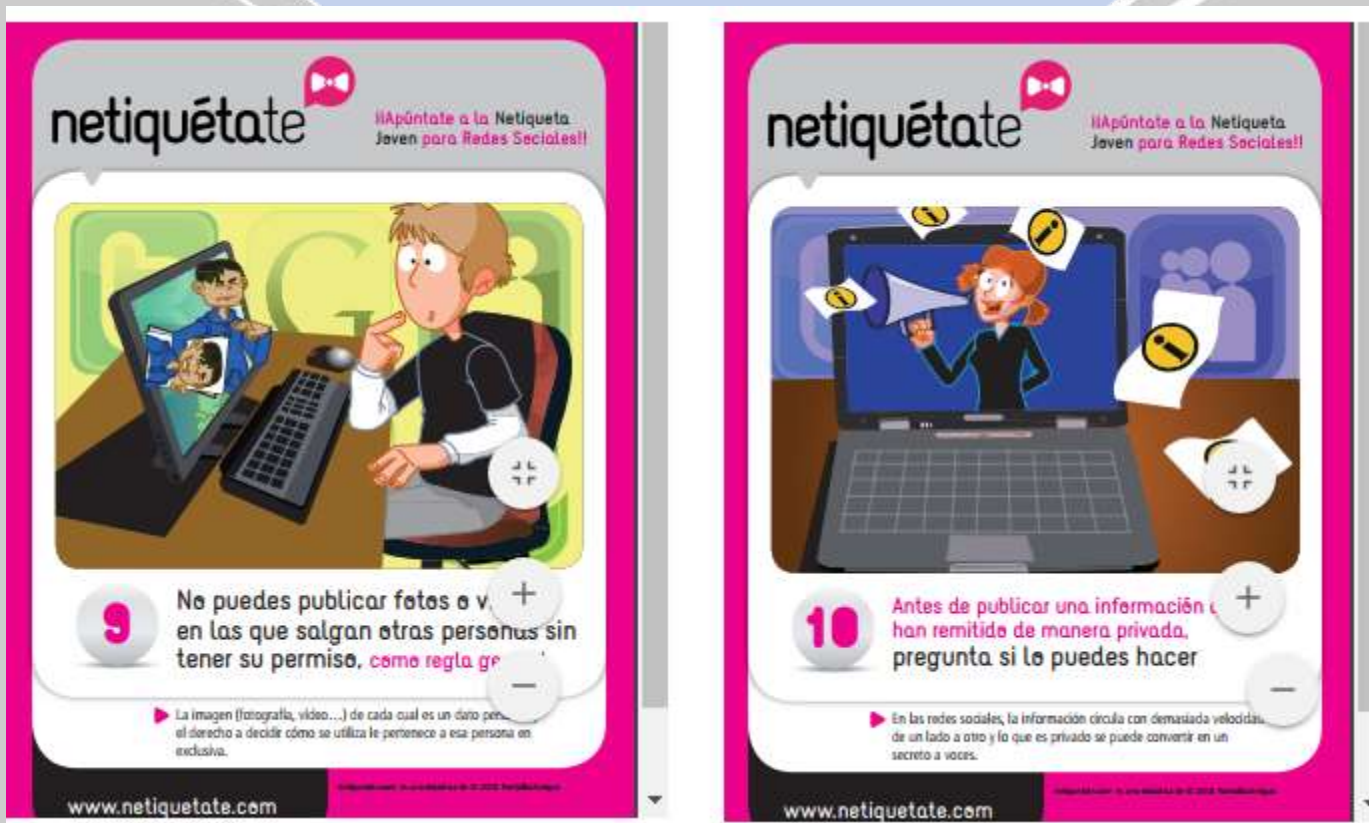 netiquétate
¡¡Apúntate a la Netiqueta
Joven para Redes Sociales!!
G
9
No puedes publicar fotos o v
en las que salgan otras personas sin
tener su permiso, como regla ge
La imagen (fotografía, vídeo...) de cada cual es un dato
el derecho a decidir cómo se utiliza le pertenece a esa persona en
exclusiva.
www.netiquetate.com
netiquétate
¡¡Apúntate a la Netiqueta
Joven para Redes Sociales!!
10
Antes de publicar una información
han remitido de manera privada,
pregunta si lo puedes hacer
En las redes sociales, la información circula con demasiada velocidad
de un lado a otro y lo que es privado se puede convertir en un
secreto a voces.
www.netiquetate.com